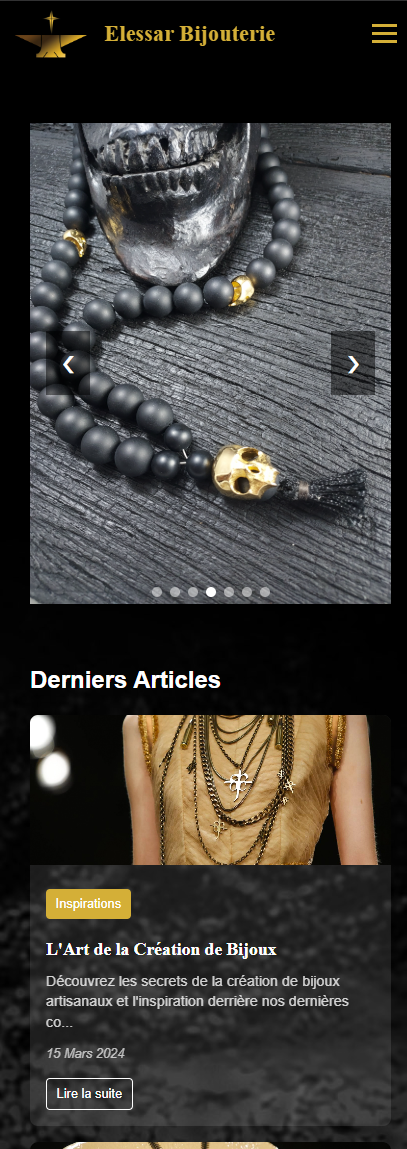 Elessar Bijouterie
Derniers Articles
Inspirations
L'Art de la Création de Bijoux
Découvrez les secrets de la création de bijoux
artisanaux et l'inspiration derrière nos dernières
co...
15 Mars 2024
Lire la suite